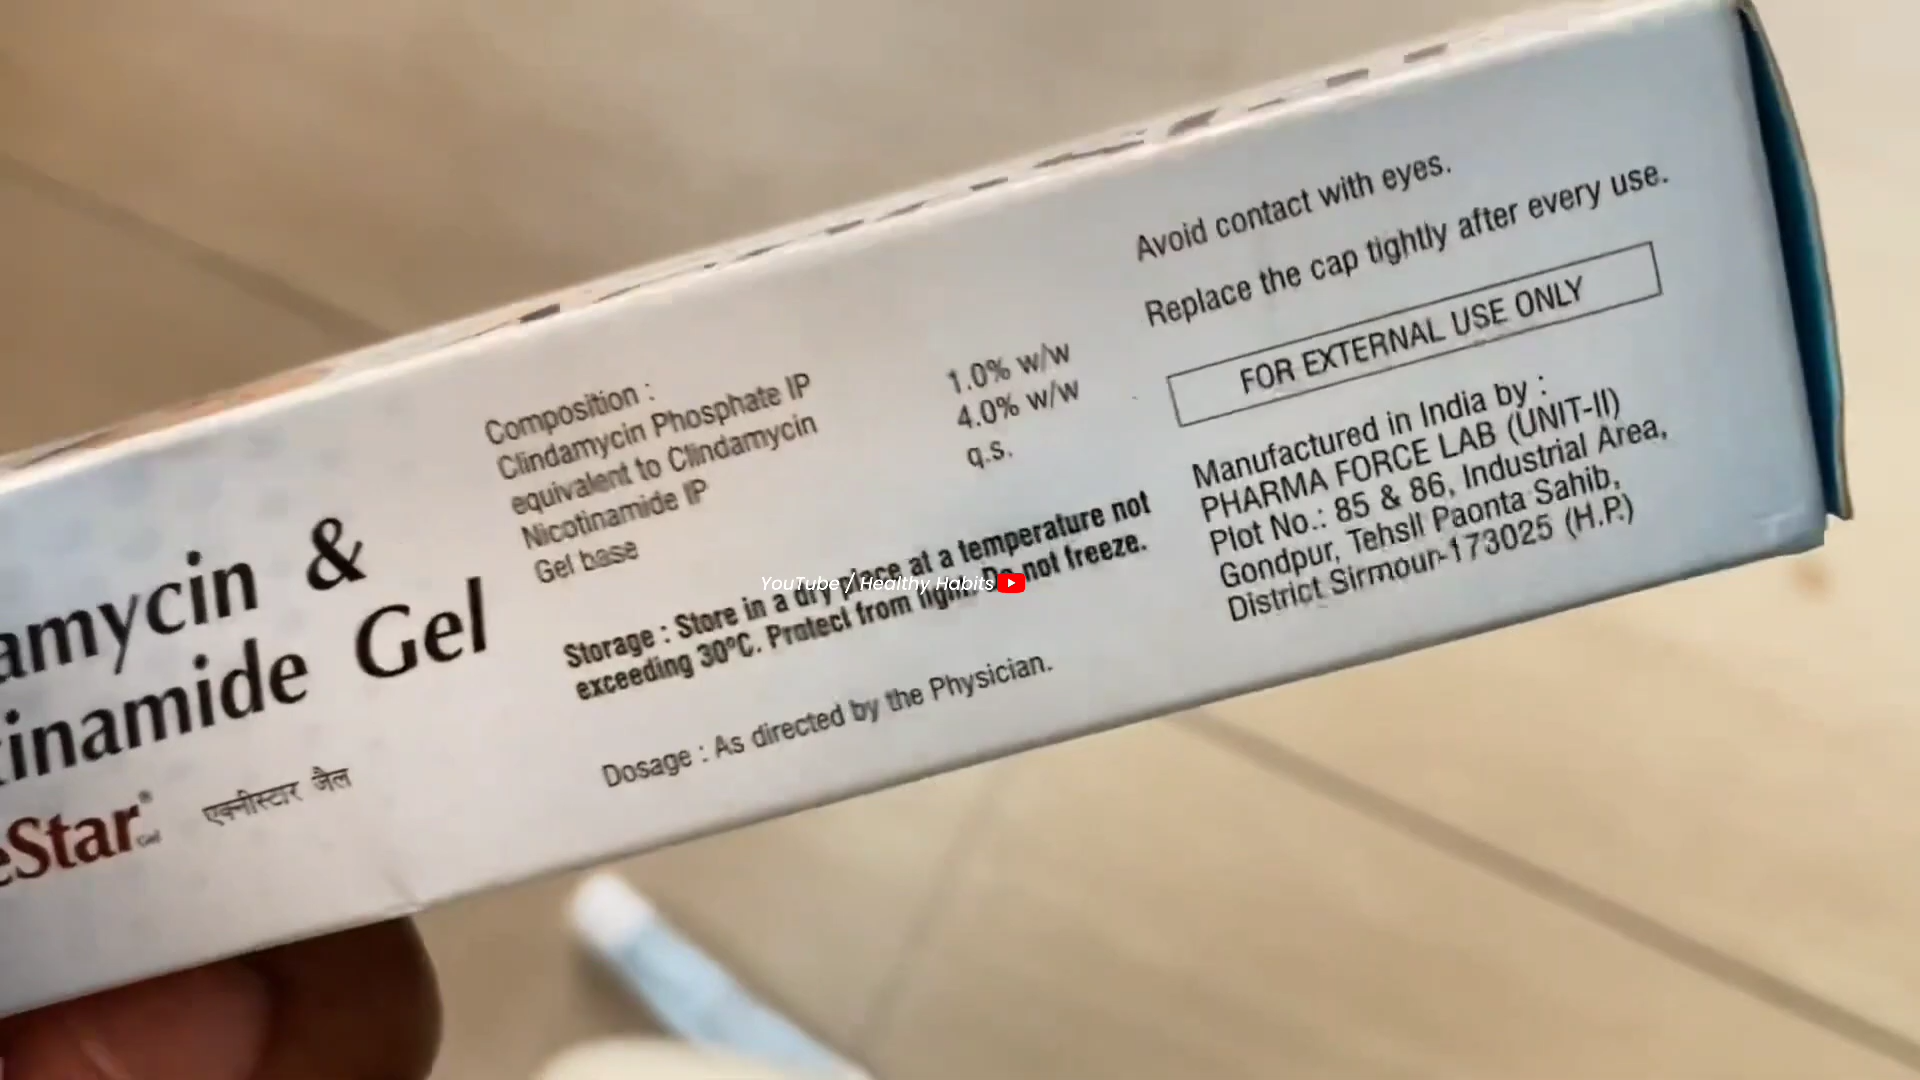 amycin &
inamide Gel
eStar®
Gel
एक्नीस्टार जैल
Composition :
Clindamycin Phosphate IP
equivalent to Clindamycin 1.0% w/w
Nicotinamide IP 4.0% w/w
Gel base q.s.
Storage : Store in a dry place at a temperature not
exceeding 30°C. Protect from light. Do not freeze.
Dosage : As directed by the Physician.
Avoid contact with eyes.
Replace the cap tightly after every use.
FOR EXTERNAL USE ONLY
Manufactured in India by :
PHARMA FORCE LAB (UNIT-II)
Plot No.: 85 & 86, Industrial Area,
Gondpur, Tehsil Paonta Sahib,
District Sirmour-173025 (H.P.)
YouTube / Healthy Habits